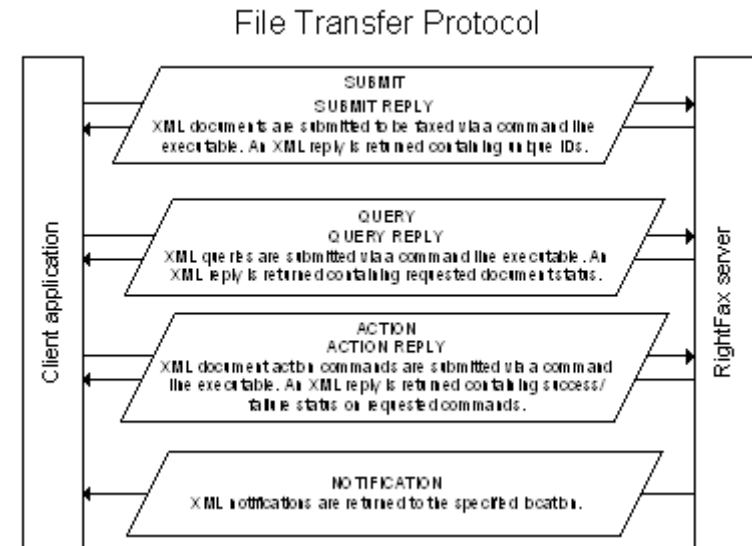 File Transfer Protocol
Client application
RightFax server
SUBMIT
SUBMIT REPLY
XML documents are submitted to be faxed via a command line
executable. An XML reply is returned containing unique IDs.
QUERY
QUERY REPLY
XML queries are submitted via a command line executable. An
XML reply is returned containing requested document status.
ACTION
ACTION REPLY
XML document action commands are submitted via a command
line executable. An XML reply is returned containing success/
failure status on requested commands.
NOTIFICATION
XML notifications are returned to the specified location.